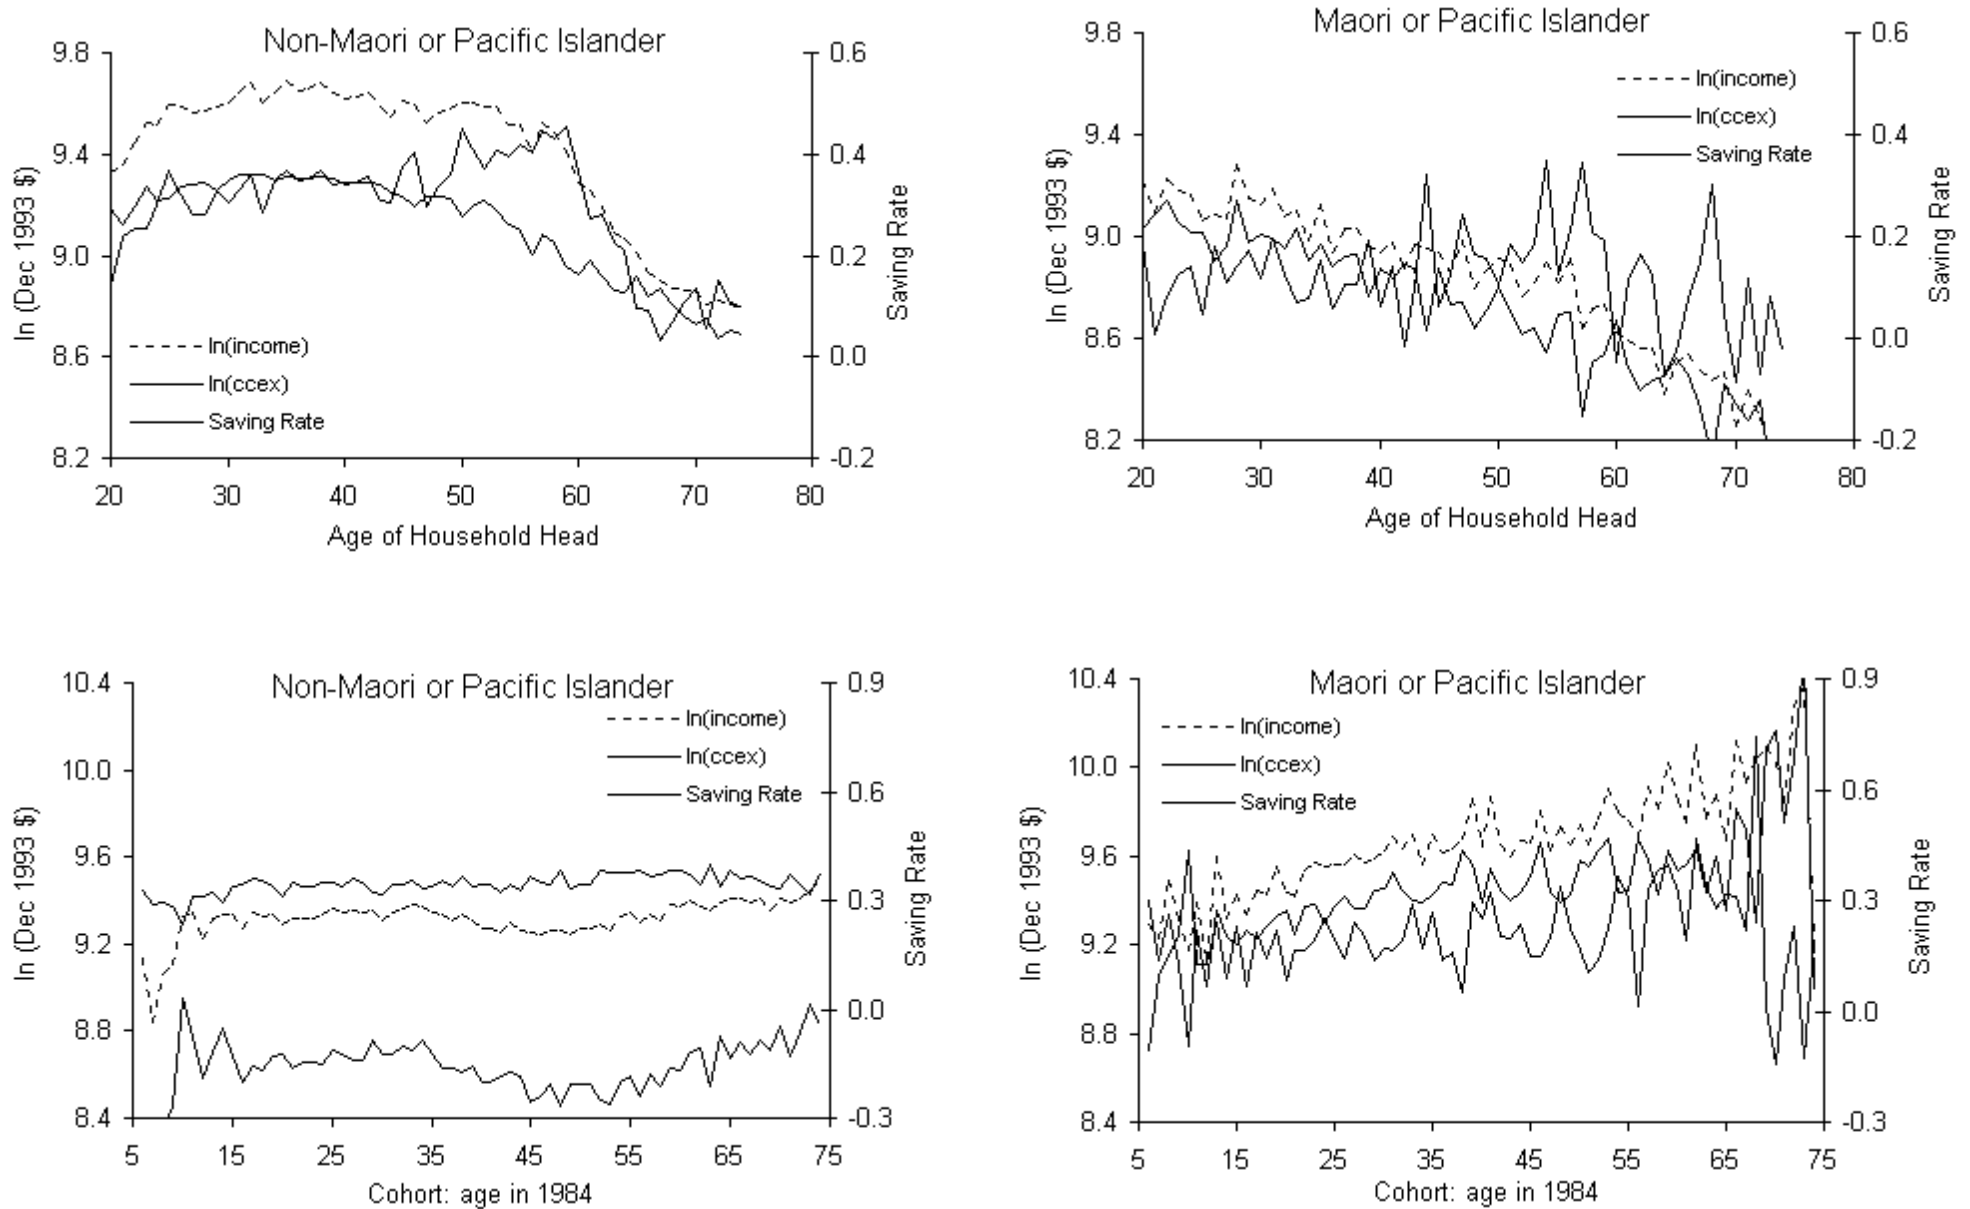 Non-Maori or Pacific Islander
9.8
9.4
9.0
8.6
8.2
ln (Dec 1993 $)
0.6
0.4
0.2
0.0
-0.2
Saving Rate
ln(income)
ln(ccex)
Saving Rate
20 30 40 50 60 70 80
Age of Household Head
Maori or Pacific Islander
9.8
9.4
9.0
8.6
8.2
ln (Dec 1993 $)
0.6
0.4
0.2
0.0
-0.2
Saving Rate
ln(income)
ln(ccex)
Saving Rate
20 30 40 50 60 70 80
Age of Household Head
Non-Maori or Pacific Islander
10.4
10.0
9.6
9.2
8.8
8.4
ln (Dec 1993 $)
0.9
0.6
0.3
0.0
-0.3
Saving Rate
ln(income)
ln(ccex)
Saving Rate
5 15 25 35 45 55 65 75
Cohort: age in 1984
Maori or Pacific Islander
10.4
10.0
9.6
9.2
8.8
8.4
ln (Dec 1993 $)
0.9
0.6
0.3
0.0
-0.3
Saving Rate
ln(income)
ln(ccex)
Saving Rate
5 15 25 35 45 55 65 75
Cohort: age in 1984